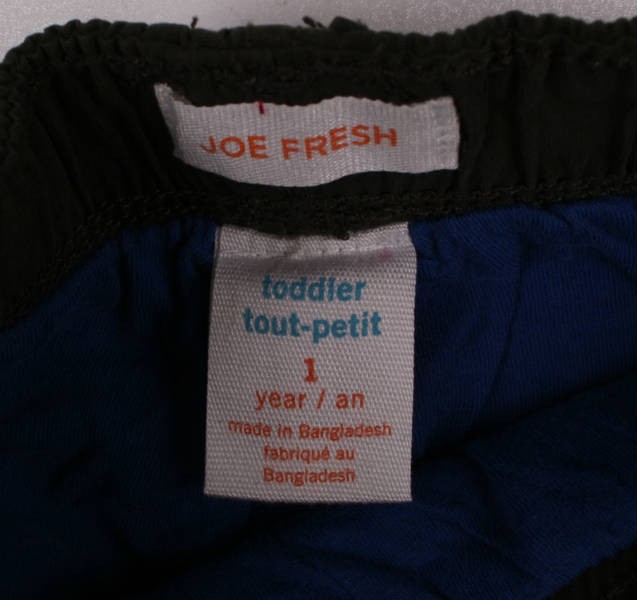 JOE FRESH
toddler
tout-petit
1
year / an
made in Bangladesh
fabriqué au
Bangladesh